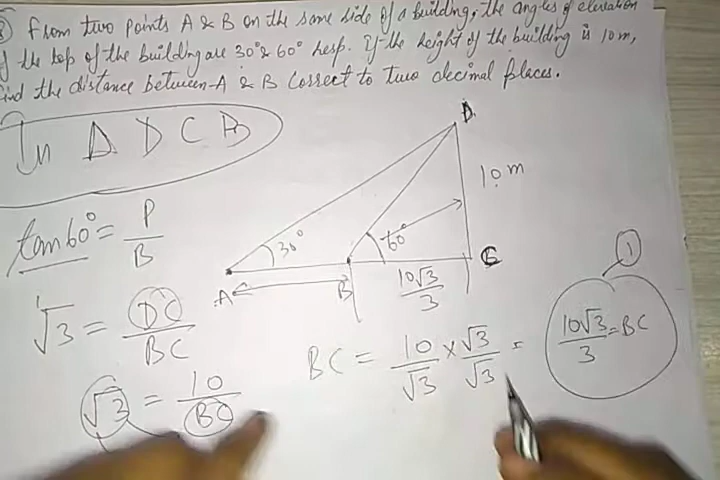 from two points A & B on the same side of a building, the angles of elevation
of the top of the building are 30° & 60° resp. If the height of the building is 10m,
find the distance between A & B correct to two decimal places.
In Δ D C B
tan60° = P/B
√3 = DC/BC
√3 = 10/BC
D
10 m
30°
60°
A
B
C
10√3/3
BC = 10/√3 × √3/√3 =
10√3/3 = BC
1